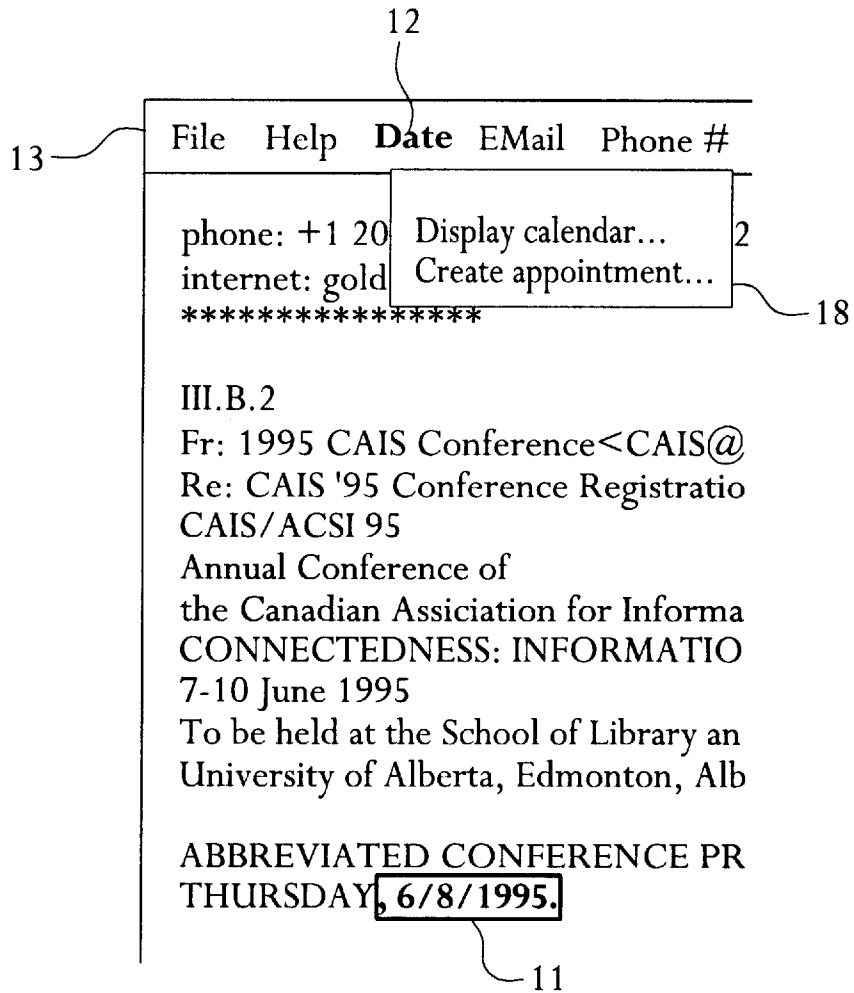 12
13
File Help Date EMail Phone #
phone: +1 20 2
Display calendar...
internet: gold
Create appointment...
18
****************
III.B.2
Fr: 1995 CAIS Conference<CAIS@
Re: CAIS '95 Conference Registratio
CAIS/ACSI 95
Annual Conference of
the Canadian Assiciation for Informa
CONNECTEDNESS: INFORMATIO
7-10 June 1995
To be held at the School of Library an
University of Alberta, Edmonton, Alb
ABBREVIATED CONFERENCE PR
THURSDAY, 6/8/1995.
11